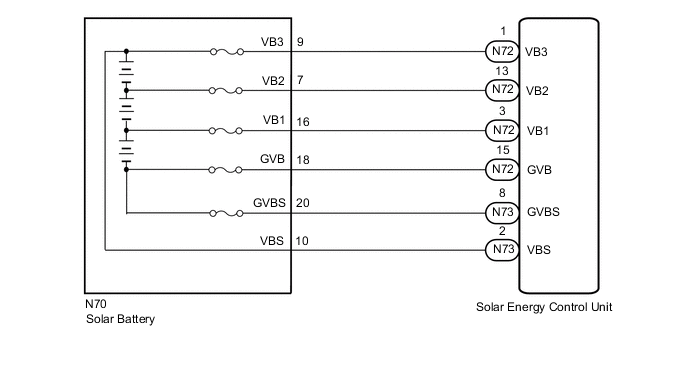 1
VB3 9 N72 VB3
13
VB2 7 N72 VB2
3
VB1 16 N72 VB1
15
GVB 18 N72 GVB
8
GVBS 20 N73 GVBS
2
VBS 10 N73 VBS
N70
Solar Battery
Solar Energy Control Unit